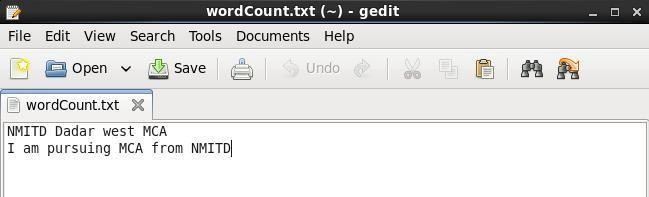 wordCount.txt (~) - gedit
File Edit View Search Tools Documents Help
Open Save Undo
wordCount.txt
NMITD Dadar west MCA
I am pursuing MCA from NMITD